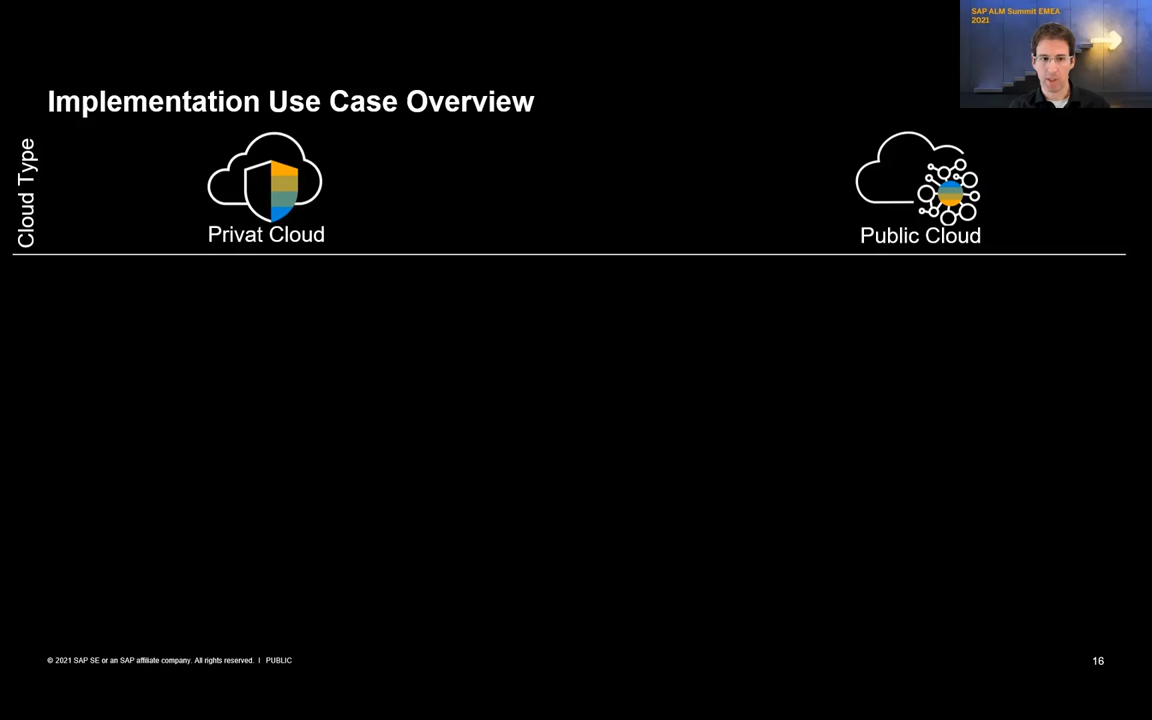 SAP ALM Summit EMEA
2021
Implementation Use Case Overview
Cloud Type
Privat Cloud
Public Cloud
© 2021 SAP SE or an SAP affiliate company. All rights reserved. I PUBLIC
16